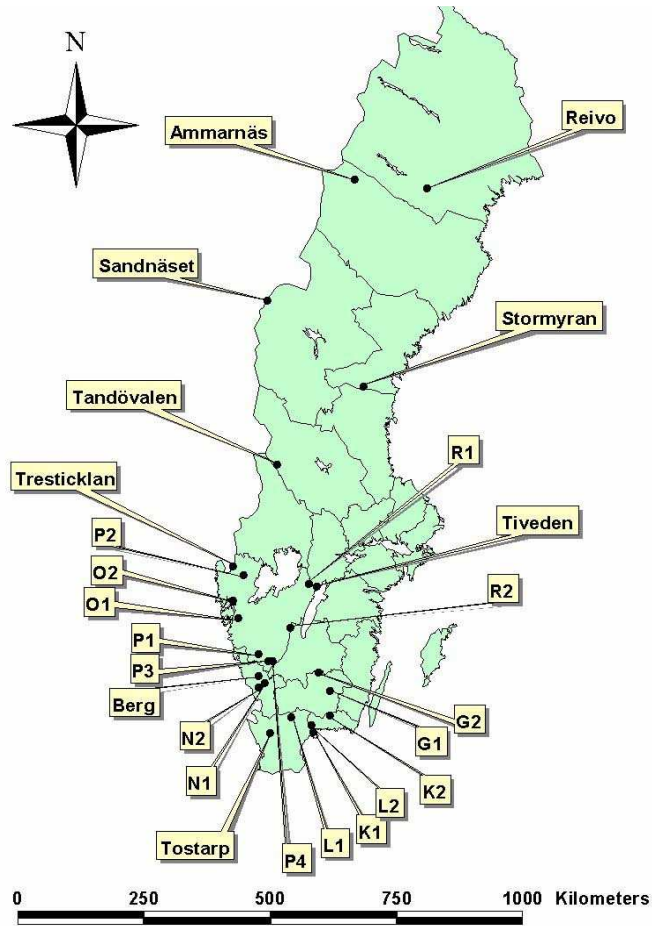 N
Ammarnäs
Reivo
Sandnäset
Stormyran
Tandövalen
R1
Tresticklan
Tiveden
P2
O2
R2
O1
P1
P3
Berg
G2
N2
G1
N1
K2
L2
K1
Tostarp
L1
P4
0 250 500 750 1000 Kilometers